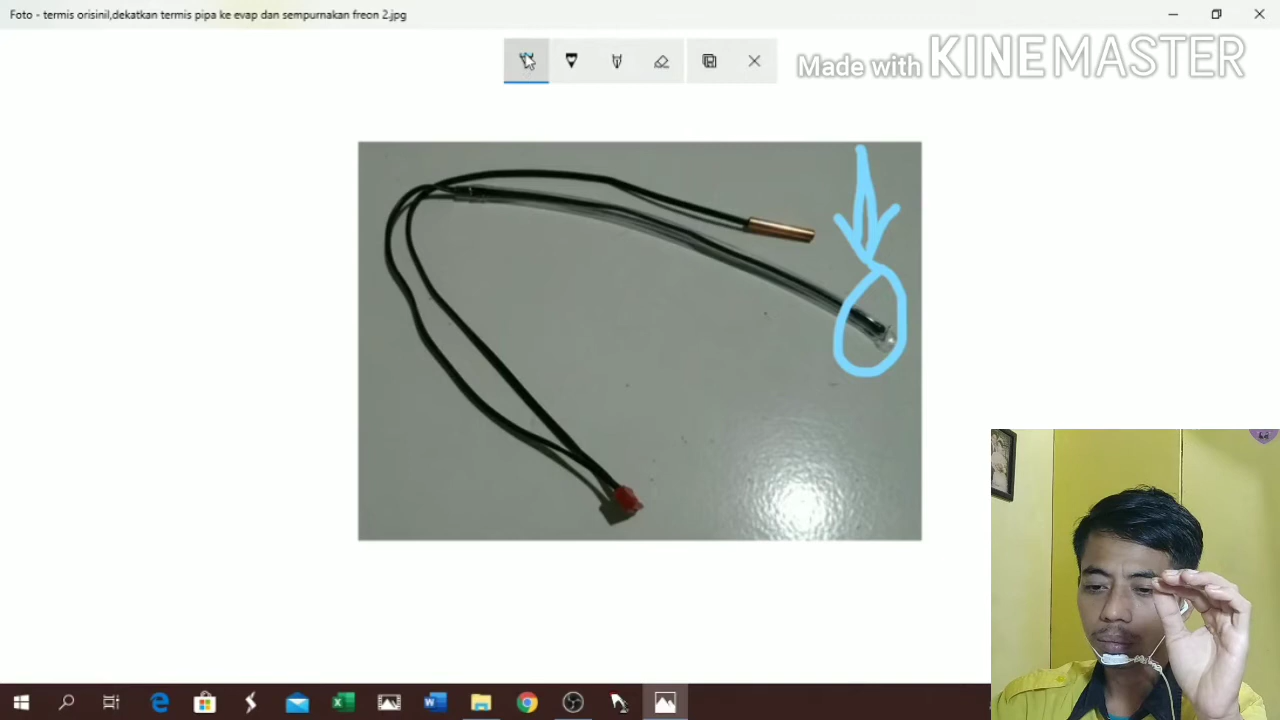 Foto - termis orisinil,dekatkan termis pipa ke evap dan sempurnakan freon 2.jpg
Made with KINEMASTER